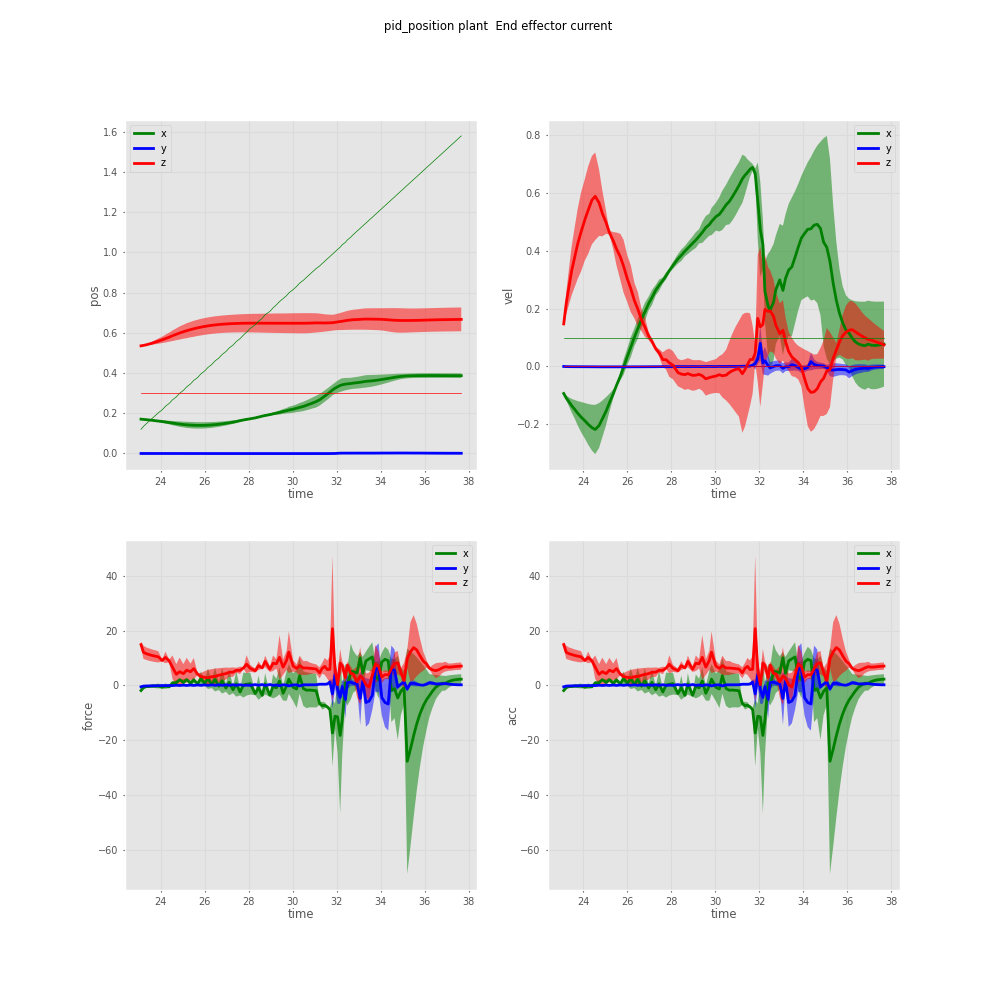 pid_position plant  End effector current
x
y
z
1.6
1.4
1.2
1.0
0.8
0.6
0.4
0.2
0.0
pos
24 26 28 30 32 34 36 38
time
x
y
z
0.8
0.6
0.4
0.2
0.0
−0.2
vel
24 26 28 30 32 34 36 38
time
x
y
z
40
20
0
−20
−40
−60
force
24 26 28 30 32 34 36 38
time
x
y
z
40
20
0
−20
−40
−60
acc
24 26 28 30 32 34 36 38
time